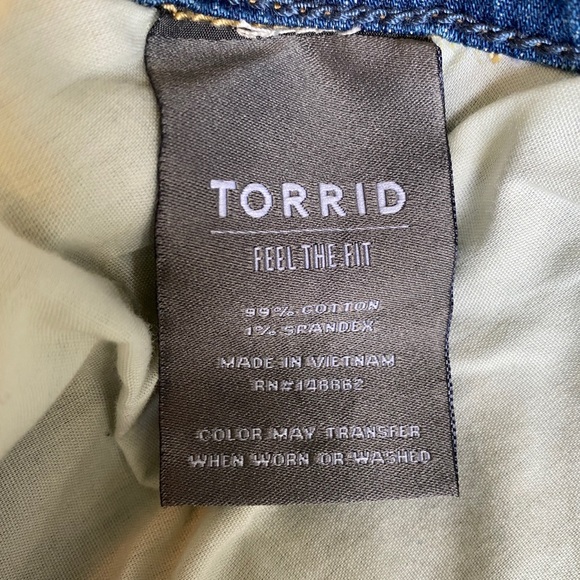 TORRID
FEEL THE FIT
99% COTTON
1% SPANDEX
MADE IN VIETNAM
RN#148862
COLOR MAY TRANSFER
WHEN WORN OR WASHED